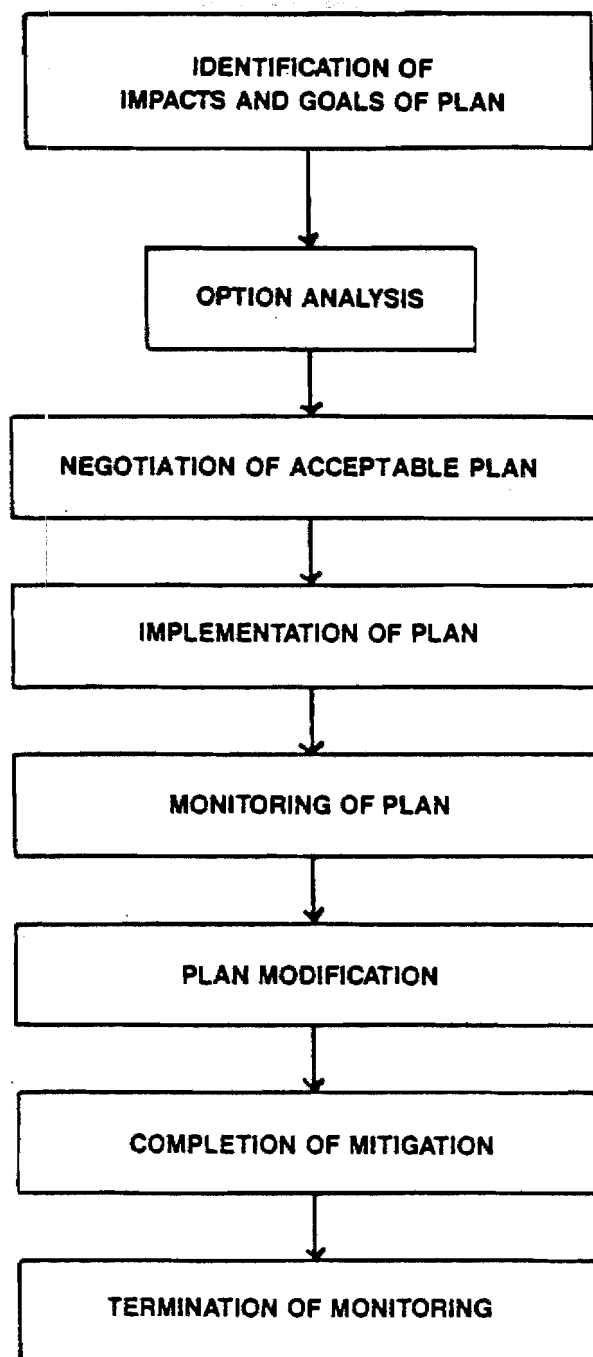 IDENTIFICATION OF
IMPACTS AND GOALS OF PLAN
OPTION ANALYSIS
NEGOTIATION OF ACCEPTABLE PLAN
IMPLEMENTATION OF PLAN
MONITORING OF PLAN
PLAN MODIFICATION
COMPLETION OF MITIGATION
TERMINATION OF MONITORING